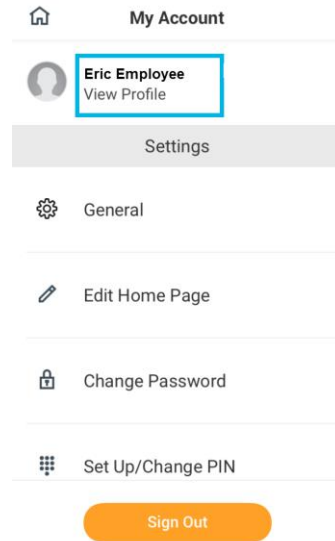 My Account
Eric Employee
View Profile
Settings
General
Edit Home Page
Change Password
Set Up/Change PIN
Sign Out